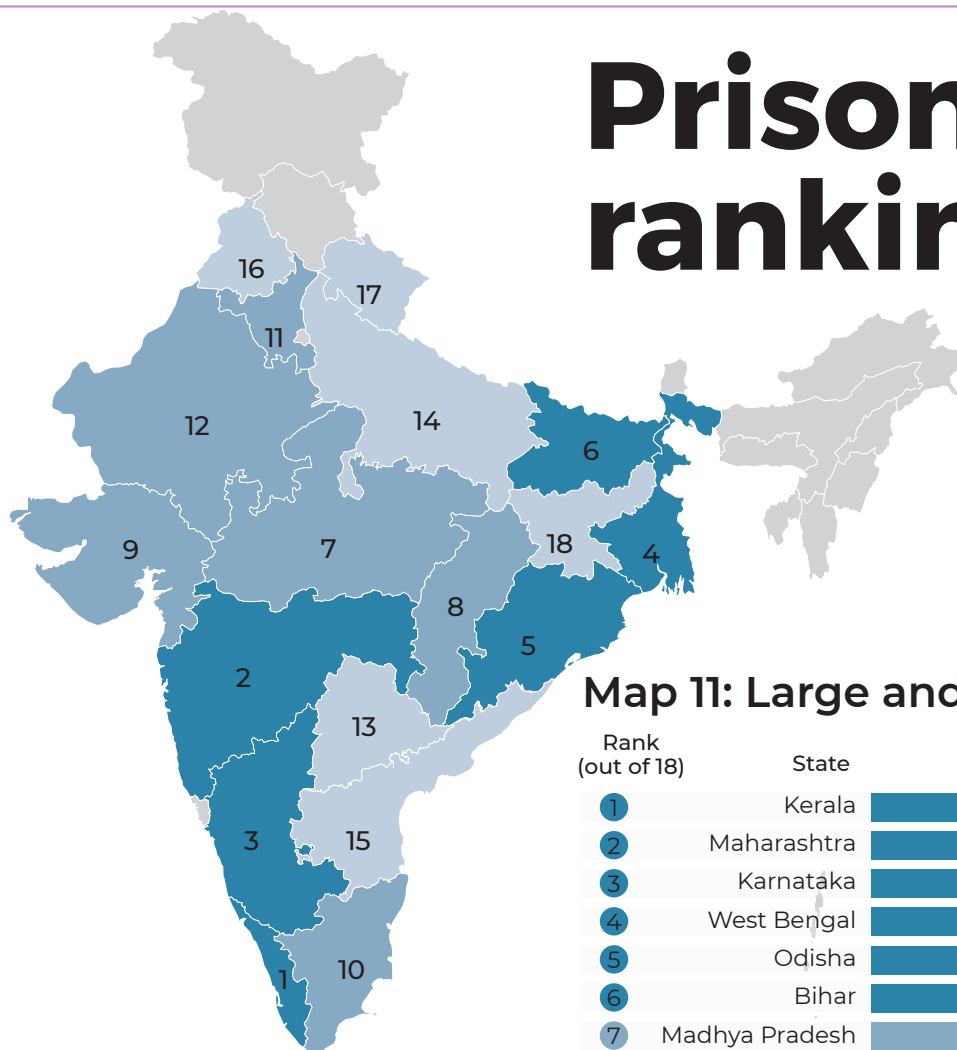 Prison
rankin
16
17
11
12
14
6
9
7
18
4
8
5
2
13
3
15
1
10
Map 11: Large and
Rank
(out of 18)
State
1 Kerala
2 Maharashtra
3 Karnataka
4 West Bengal
5 Odisha
6 Bihar
7 Madhya Pradesh